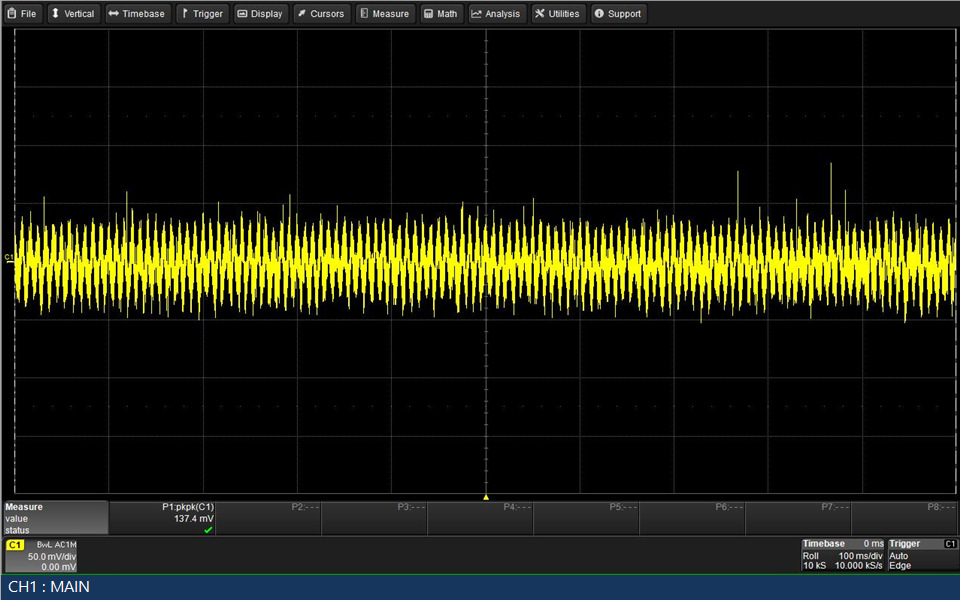 File Vertical Timebase Trigger Display Cursors Measure Math Analysis Utilities Support
C1
Measure P1:pkpk(C1) P2:--- P3:--- P4:--- P5:--- P6:--- P7:--- P8:---
value 137.4 mV
status
C1 BwL AC1M
50.0 mV/div
0.00 mV
Timebase 0 ms
Roll 100 ms/div
10 kS 10.000 kS/s
Trigger C1
Auto
Edge
CH1 : MAIN